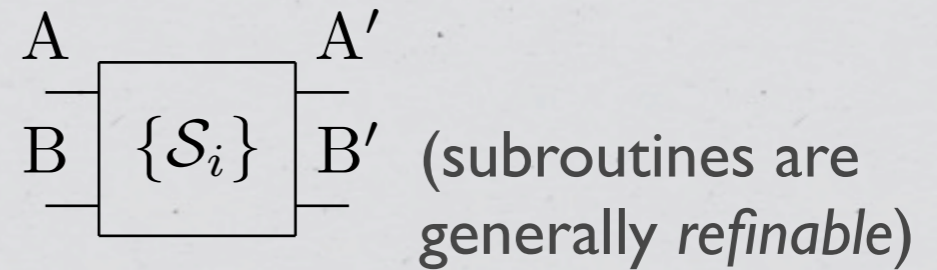 A A′
B {𝒮ᵢ} B′ (subroutines are
generally refinable)